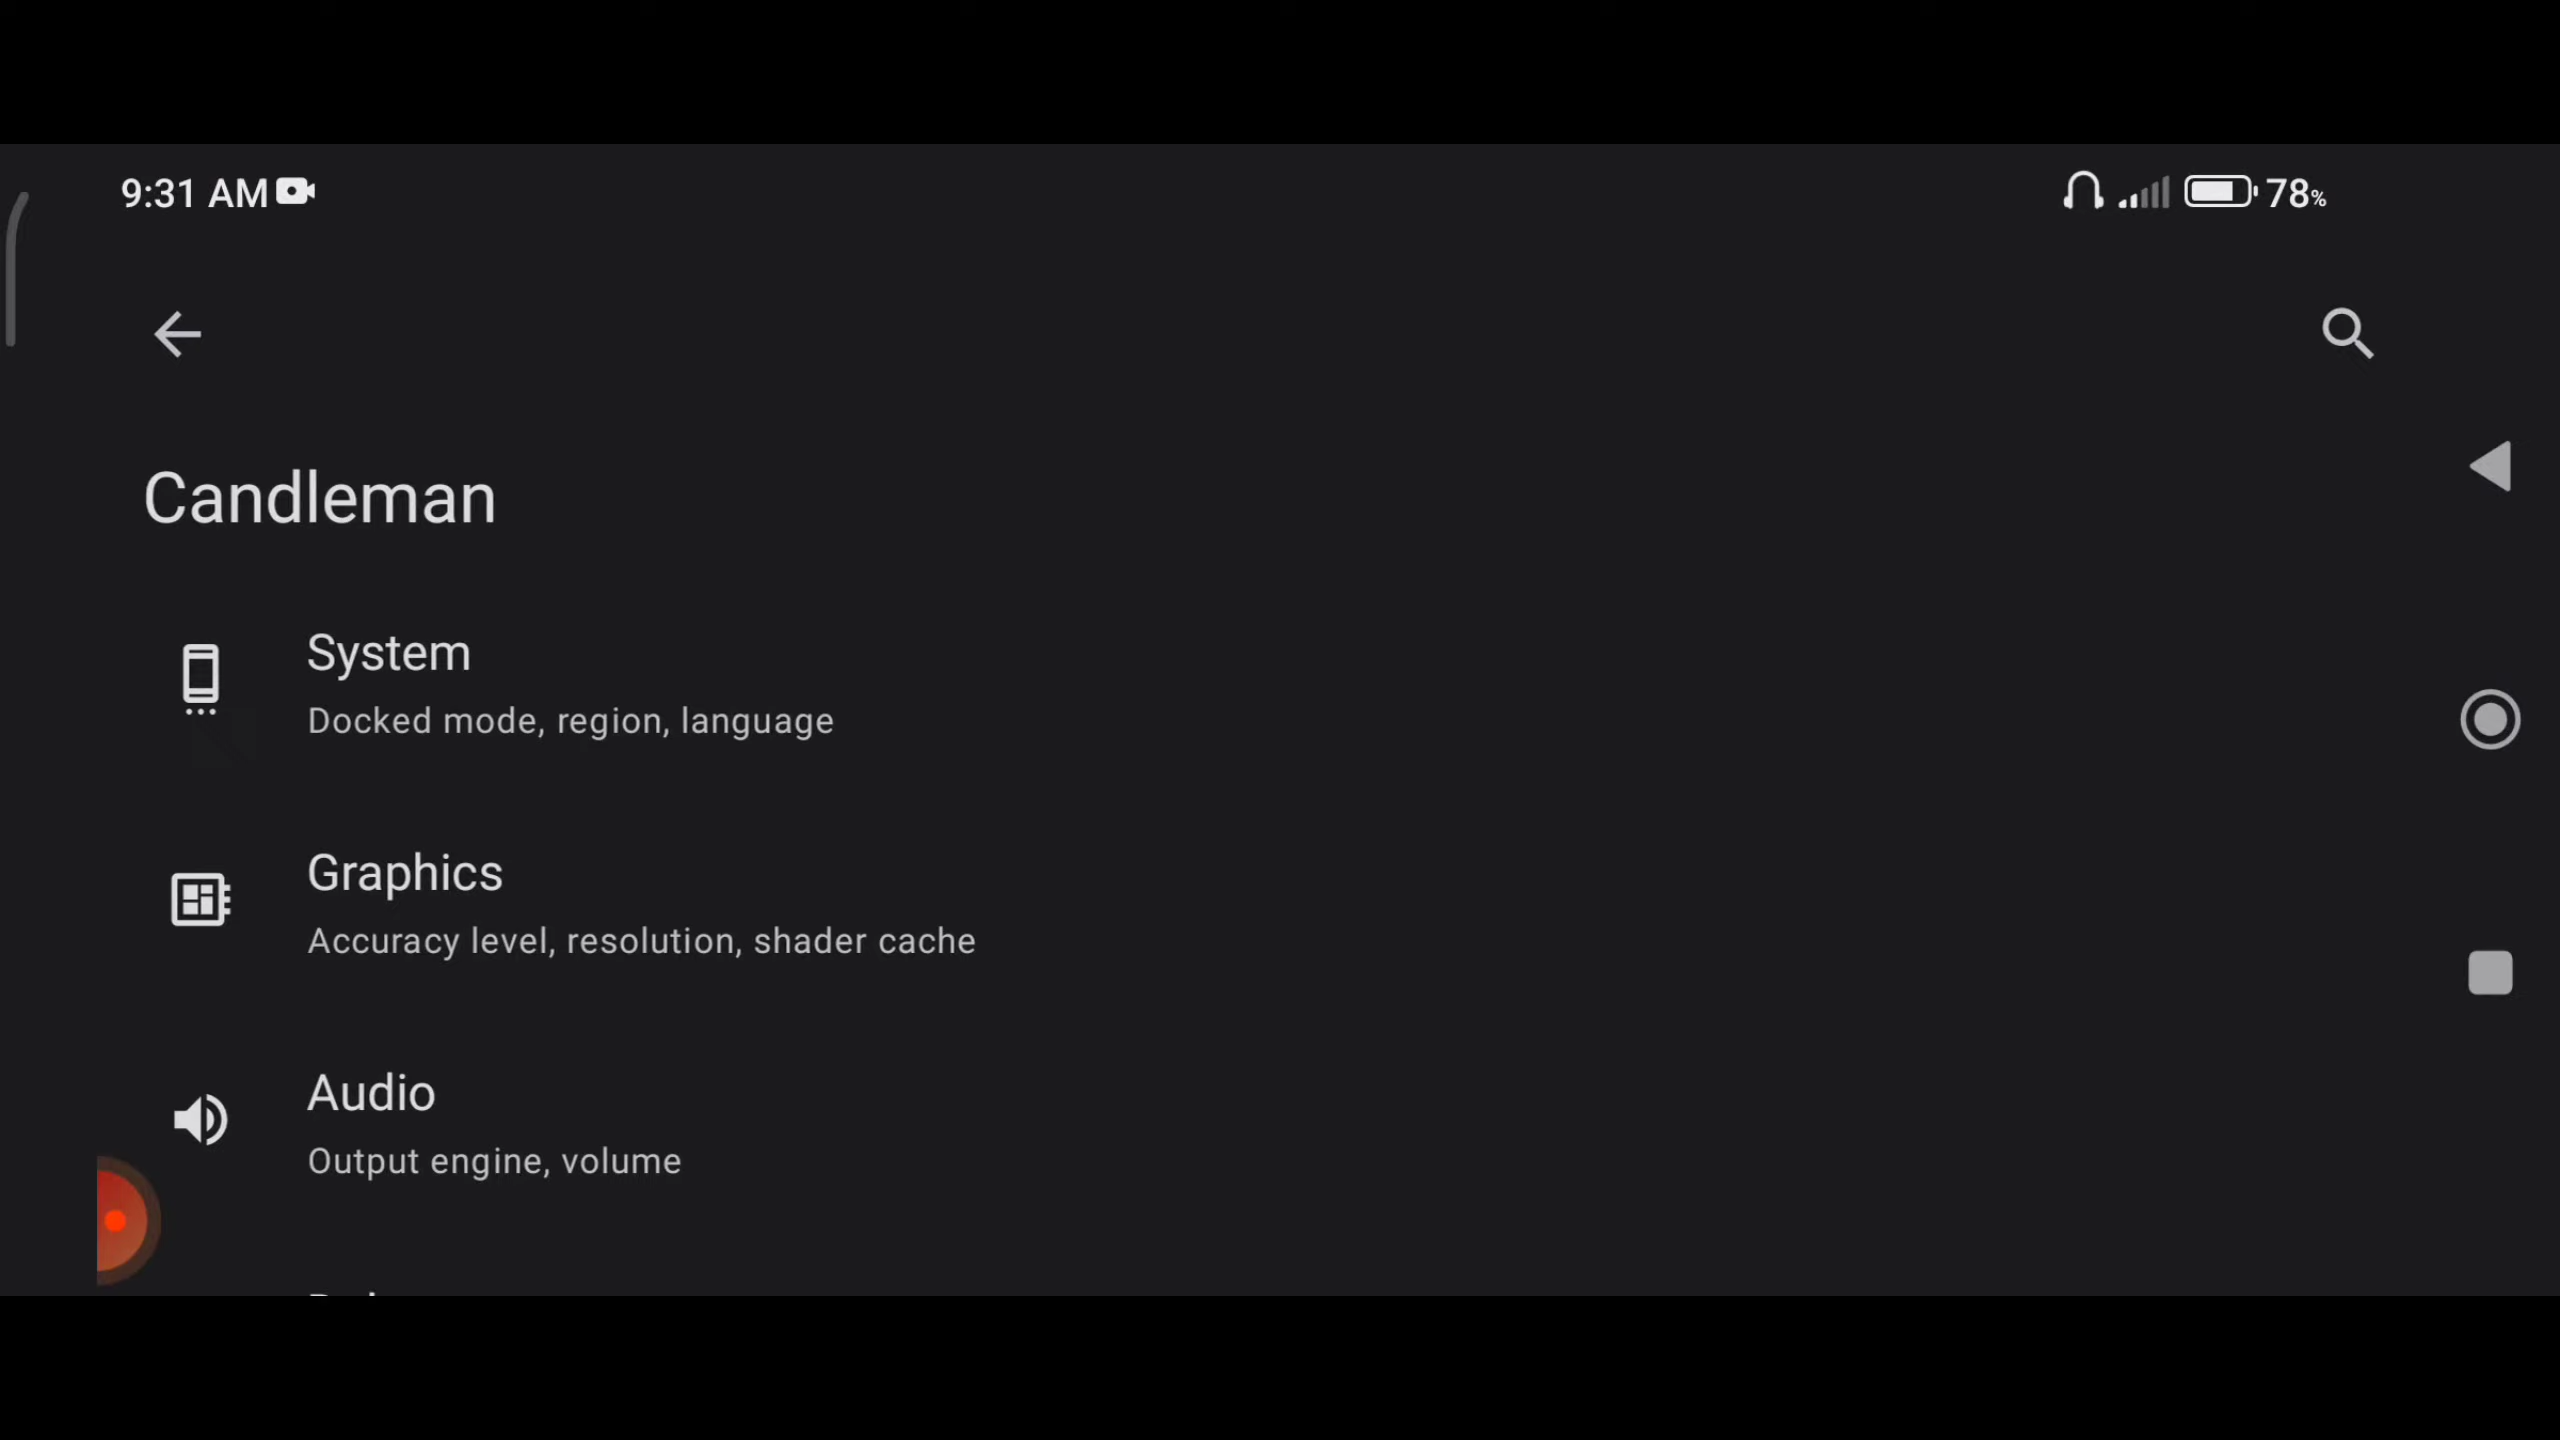 9:31 AM
78%
Candleman
System
Docked mode, region, language
Graphics
Accuracy level, resolution, shader cache
Audio
Output engine, volume